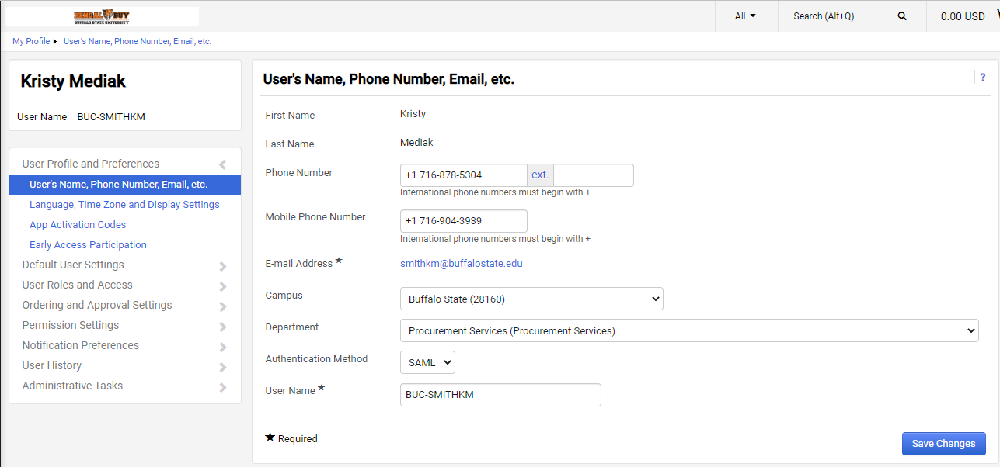 BENGAL BUY
BUFFALO STATE UNIVERSITY
All
Search (Alt+Q)
0.00 USD
My Profile
User's Name, Phone Number, Email, etc.
Kristy Mediak
User Name BUC-SMITHKM
User Profile and Preferences
User's Name, Phone Number, Email, etc.
Language, Time Zone and Display Settings
App Activation Codes
Early Access Participation
Default User Settings
User Roles and Access
Ordering and Approval Settings
Permission Settings
Notification Preferences
User History
Administrative Tasks
User's Name, Phone Number, Email, etc.
?
First Name Kristy
Last Name Mediak
Phone Number +1 716-878-5304 ext.
International phone numbers must begin with +
Mobile Phone Number +1 716-904-3939
International phone numbers must begin with +
E-mail Address ★ smithkm@buffalostate.edu
Campus Buffalo State (28160)
Department Procurement Services (Procurement Services)
Authentication Method SAML
User Name ★ BUC-SMITHKM
★ Required
Save Changes